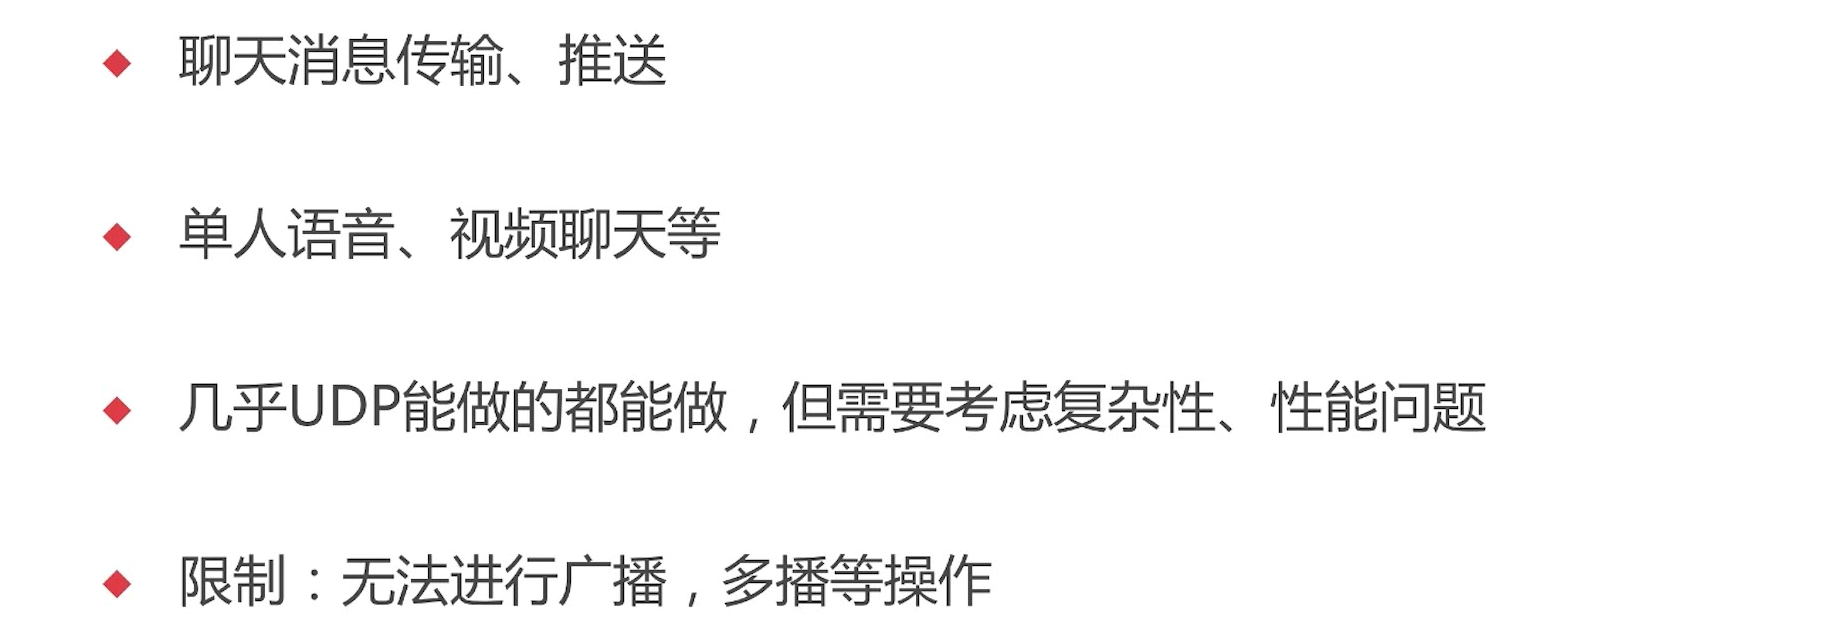 聊天消息传输、推送
单人语音、视频聊天等
几乎UDP能做的都能做，但需要考虑复杂性、性能问题
限制：无法进行广播，多播等操作